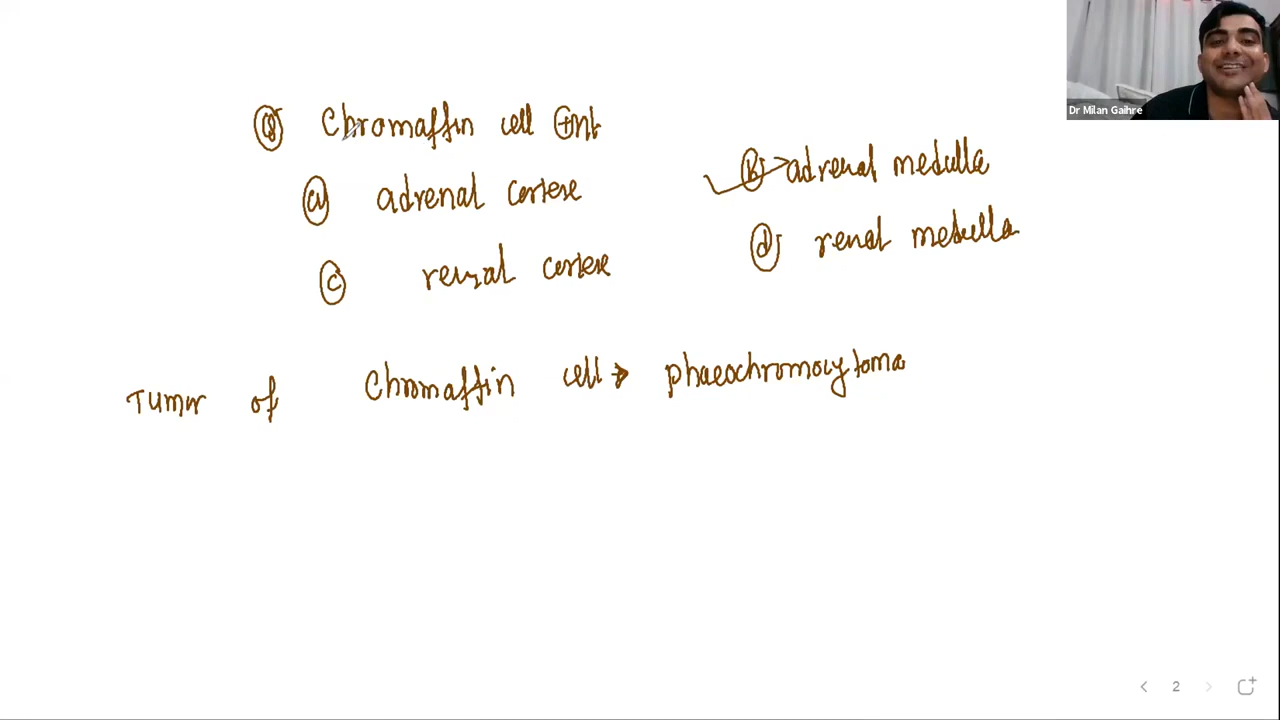 Dr Milan Gaihre
Q Chromaffin cell ⊕nt
a) adrenal cortex
b) adrenal medulla
c) renal cortex
d) renal medulla
Tumor of Chromaffin cell → phaeochromocytoma
2